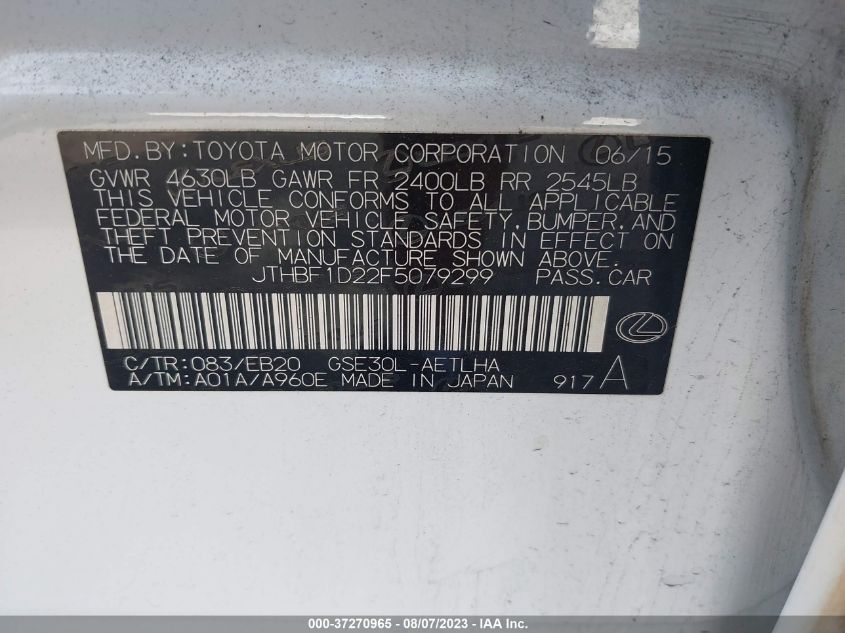 MFD. BY: TOYOTA MOTOR CORPORATION 06/15
GVWR 4630LB GAWR FR 2400LB RR 2545LB
THIS VEHICLE CONFORMS TO ALL APPLICABLE
FEDERAL MOTOR VEHICLE SAFETY, BUMPER, AND
THEFT PREVENTION STANDARDS IN EFFECT ON
THE DATE OF MANUFACTURE SHOWN ABOVE.
JTHBF1D22F5079299 PASS. CAR
C/TR: 083/EB20 GSE30L-AETLHA
A/TM: A01A/A960E MADE IN JAPAN 917A
000-37270965 - 08/07/2023 - IAA Inc.